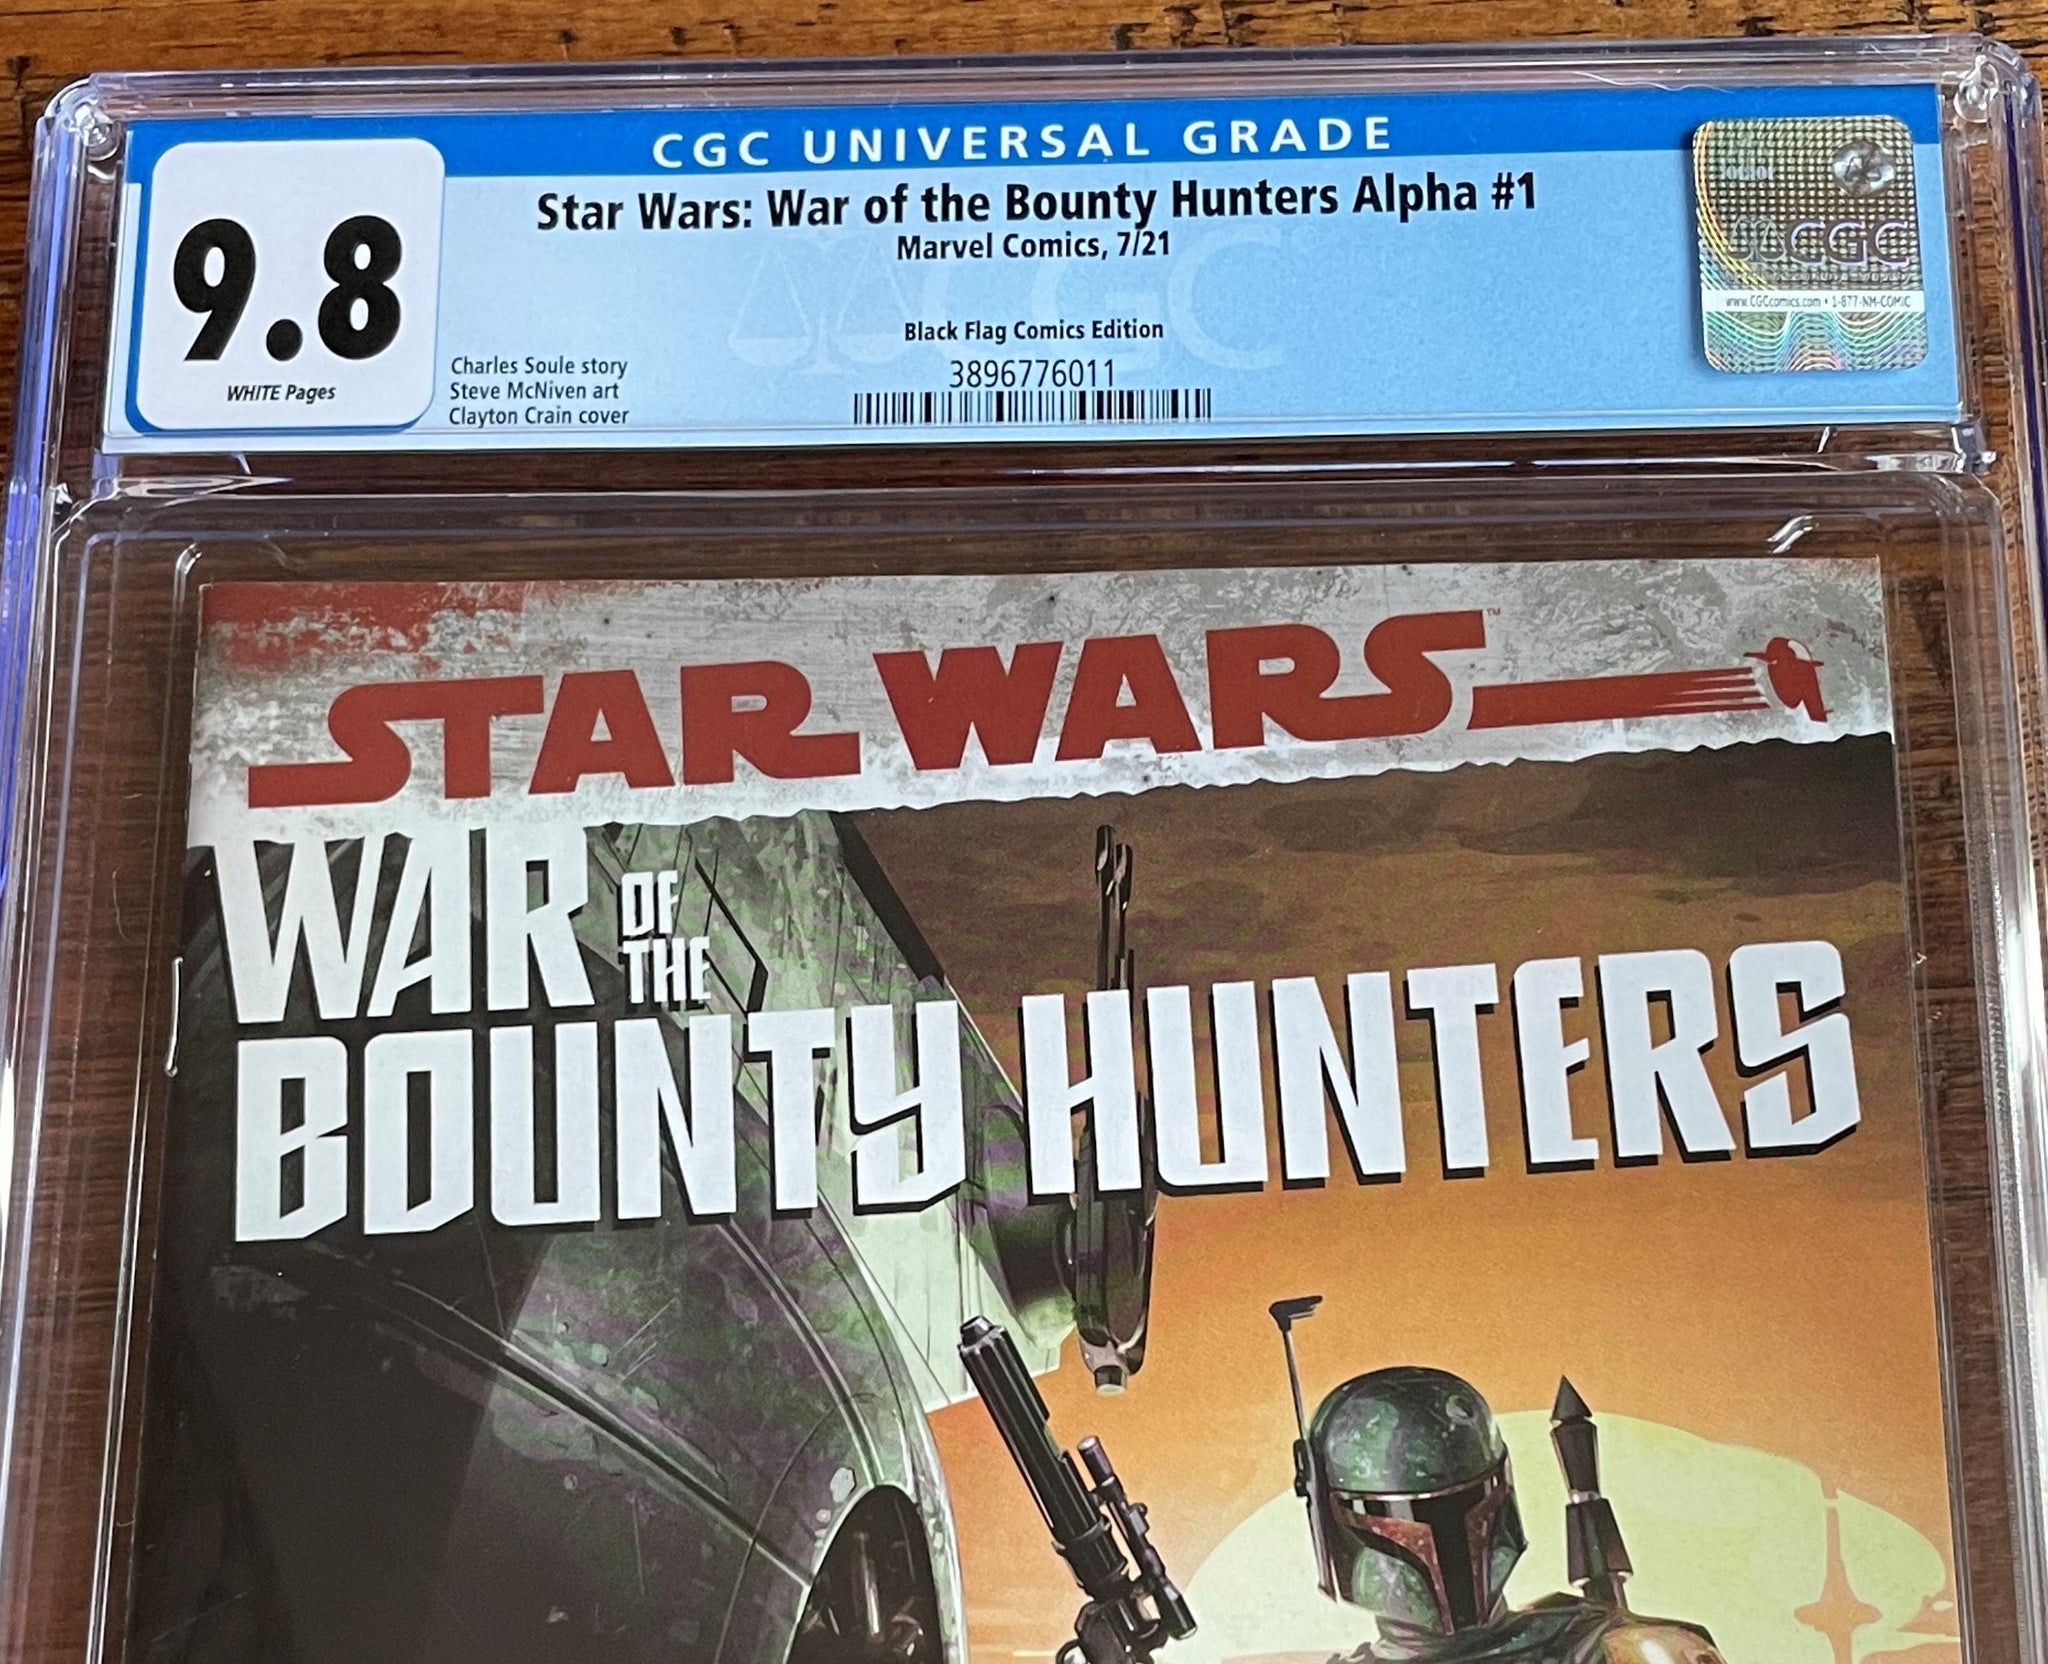 CGC UNIVERSAL GRADE
9.8
WHITE Pages
Star Wars: War of the Bounty Hunters Alpha #1
Marvel Comics, 7/21
Black Flag Comics Edition
3896776011
Charles Soule story
Steve McNiven art
Clayton Crain cover
CGC
www.CGCcomics.com • 1-877-NM-COMIC
STAR WARS™
WAR OF THE
BOUNTY HUNTERS